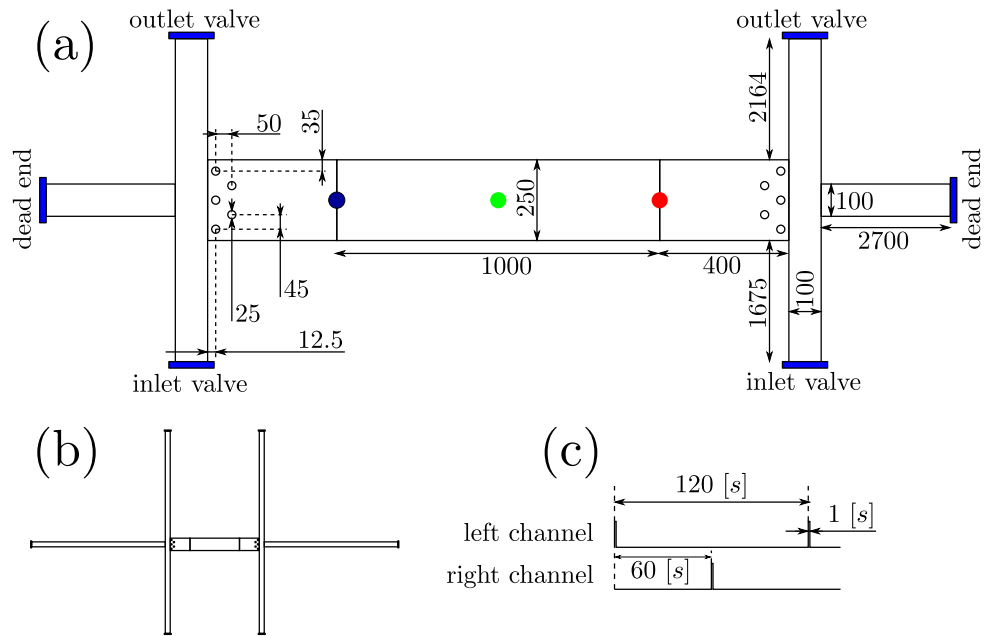 (a)
outlet valve
outlet valve
50
35
2164
dead end
250
100
dead end
2700
1000
400
45
25
1675
100
12.5
inlet valve
inlet valve
(b)
(c)
120 [s]
1 [s]
left channel
60 [s]
right channel